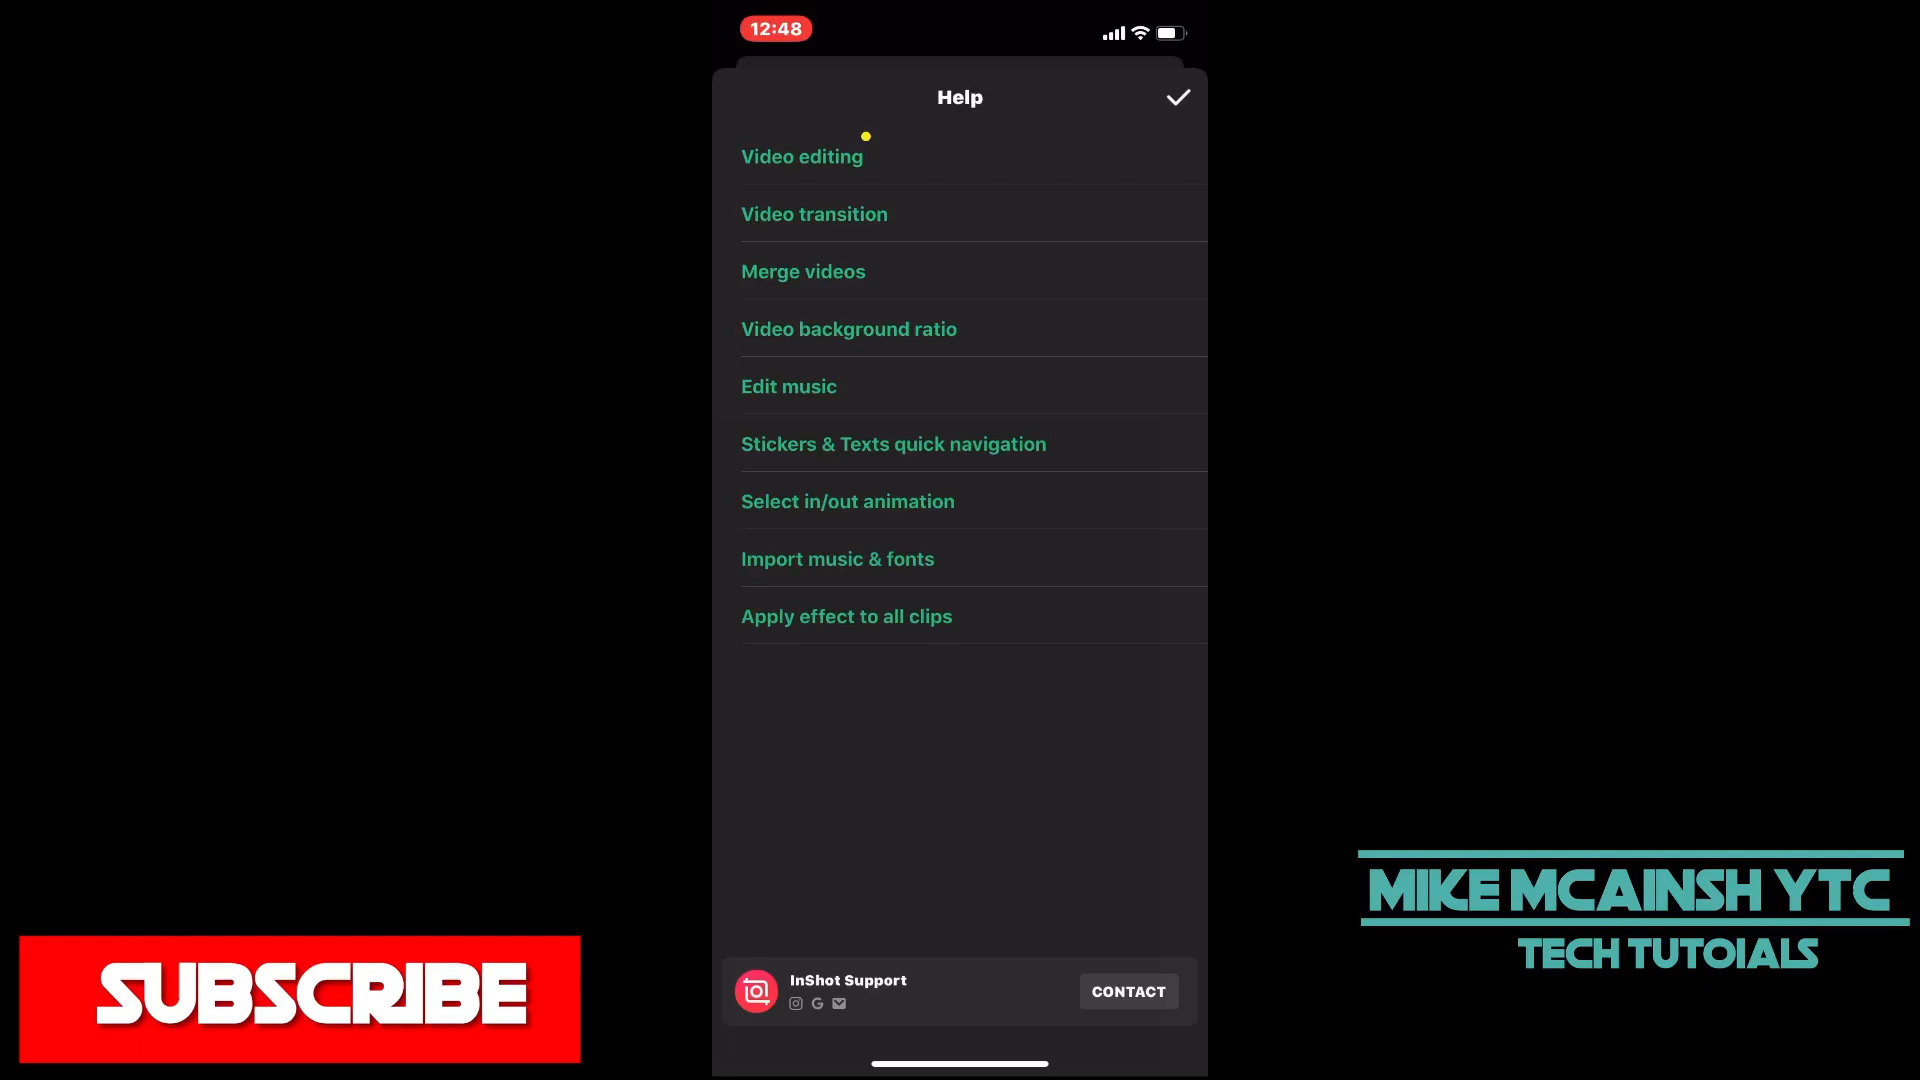 12:48
Help
Video editing
Video transition
Merge videos
Video background ratio
Edit music
Stickers & Texts quick navigation
Select in/out animation
Import music & fonts
Apply effect to all clips
InShot Support
CONTACT
SUBSCRIBE
MIKE MCAINSH YTC
TECH TUTOIALS